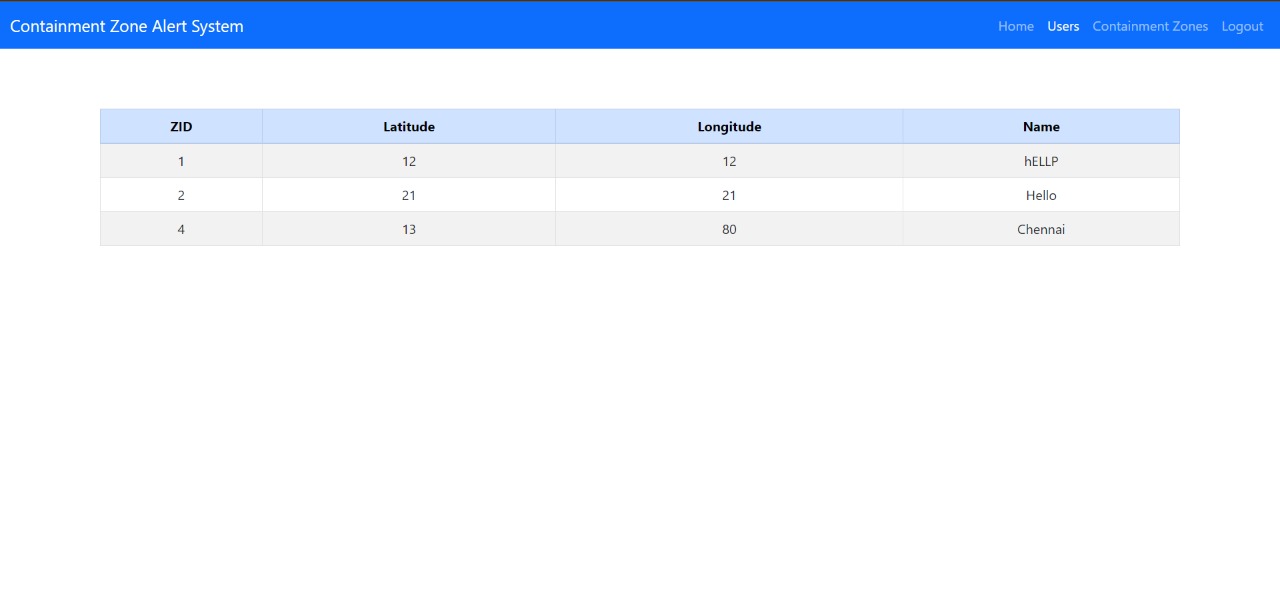 Containment Zone Alert System Home Users Containment Zones Logout
ZID Latitude Longitude Name
1 12 12 hELLP
2 21 21 Hello
4 13 80 Chennai